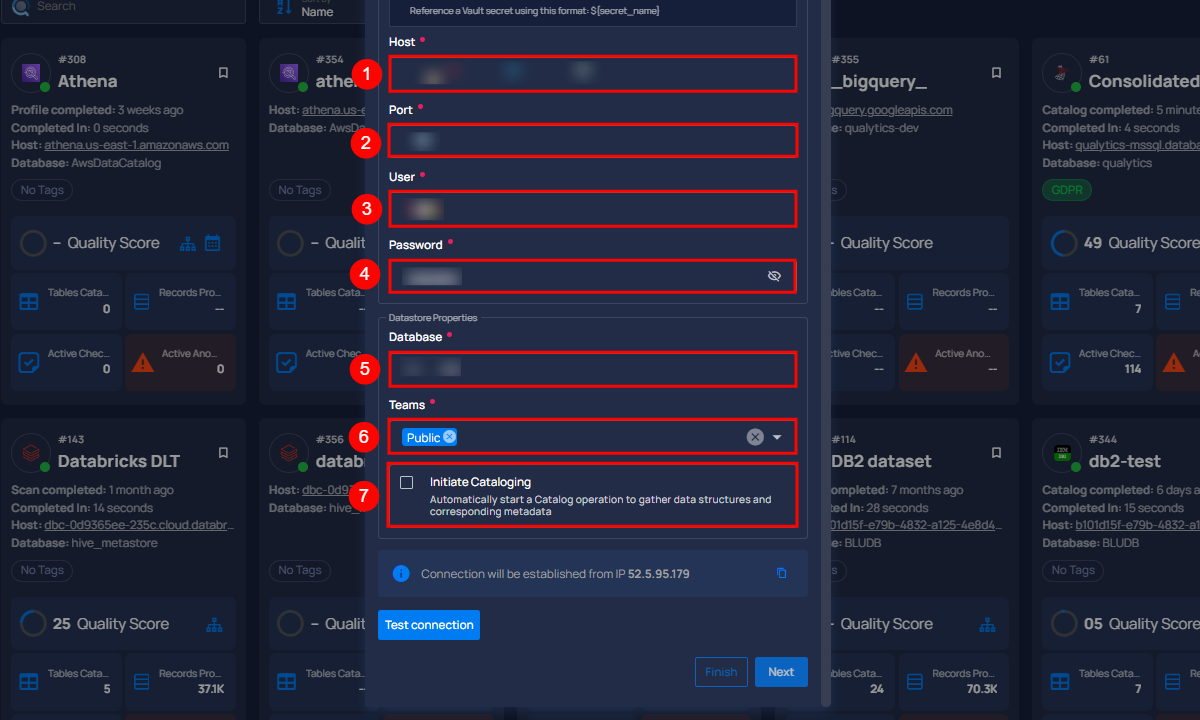 Search
Sort by
Name
Reference a Vault secret using this format: ${secret_name}
#308
Athena
Profile completed: 3 weeks ago
Completed In: 0 seconds
Host: athena.us-east-1.amazonaws.com
Database: AwsDataCatalog
No Tags
– Quality Score
Tables Cata...
0
Records Pro...
--
Active Chec...
0
Active Ano...
0
#354
Host: athena.us-e
Database: AwsDa
No Tags
Tables Cata
Active Chec
Host *
1
Port *
2
User *
3
Password *
4
Datastore Properties
Database *
5
Teams *
6
Public
7
Initiate Cataloging
Automatically start a Catalog operation to gather data structures and
corresponding metadata
Connection will be established from IP 52.5.95.179
Test connection
Finish
Next
#355
_bigquery_
gquery.googleapis.com
e: qualytics-dev
Quality Score
ables Cata...
--
Records Pro...
--
ctive Chec...
--
Active Ano...
--
#61
Consolidated
Catalog completed: 5 minute
Completed In: 4 seconds
Host: qualytics-mssql.databa
Database: qualytics
GDPR
49 Quality Score
Tables Cata...
7
Active Chec...
114
#143
Databricks DLT
Scan completed: 1 month ago
Completed In: 14 seconds
Host: dbc-0d9365ee-235c.cloud.databr...
Database: hive_metastore
No Tags
25 Quality Score
Tables Cata...
5
Records Pro...
37.1K
#356
datab
Host: dbc-0d93
Database: hive_
No Tags
Tables Cata
#114
DB2 dataset
: 7 months ago
: 28 seconds
01d15f-e79b-4832-a125-4e8d4...
e: BLUDB
Quality Score
ables Cata...
24
Records Pro...
70.3K
#344
db2-test
Catalog completed: 6 days a
Completed In: 15 seconds
Host: b101d15f-e79b-4832-a1
Database: BLUDB
No Tags
05 Quality Score
Tables Cata...
7